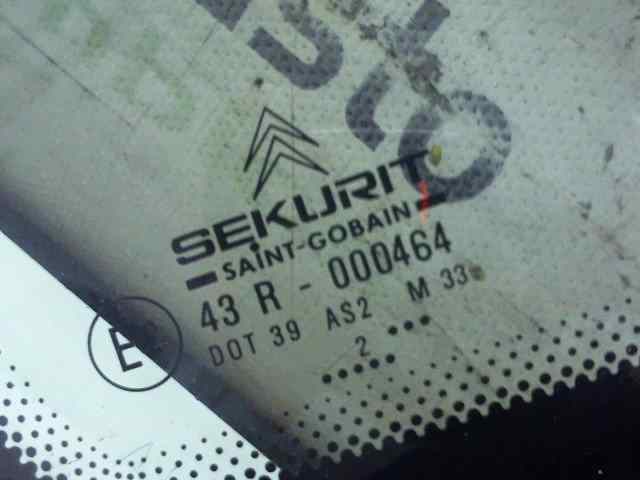 SEKURIT
SAINT-GOBAIN
43 R - 000464
DOT 39 AS2 M 33
E
••••• 2 •••